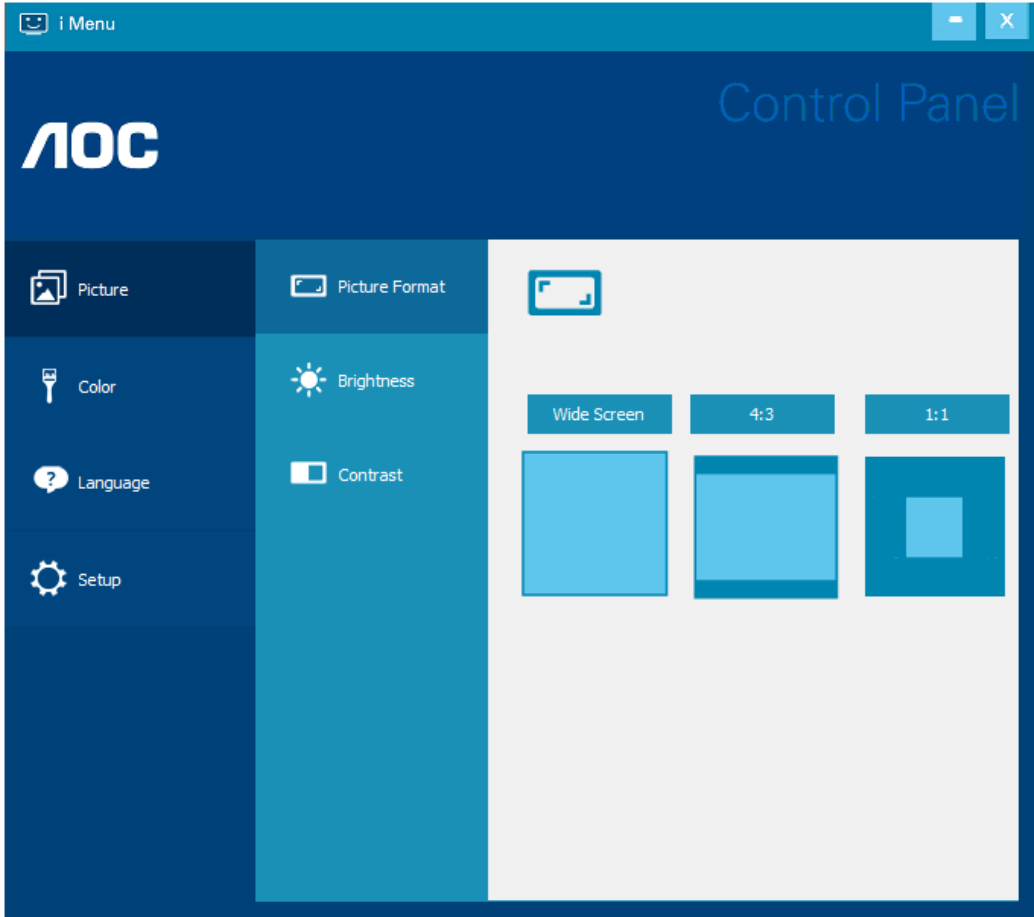 i Menu
X
Control Panel
AOC
Picture
Picture Format
Color
Brightness
Wide Screen
4:3
1:1
Language
?
Contrast
Setup